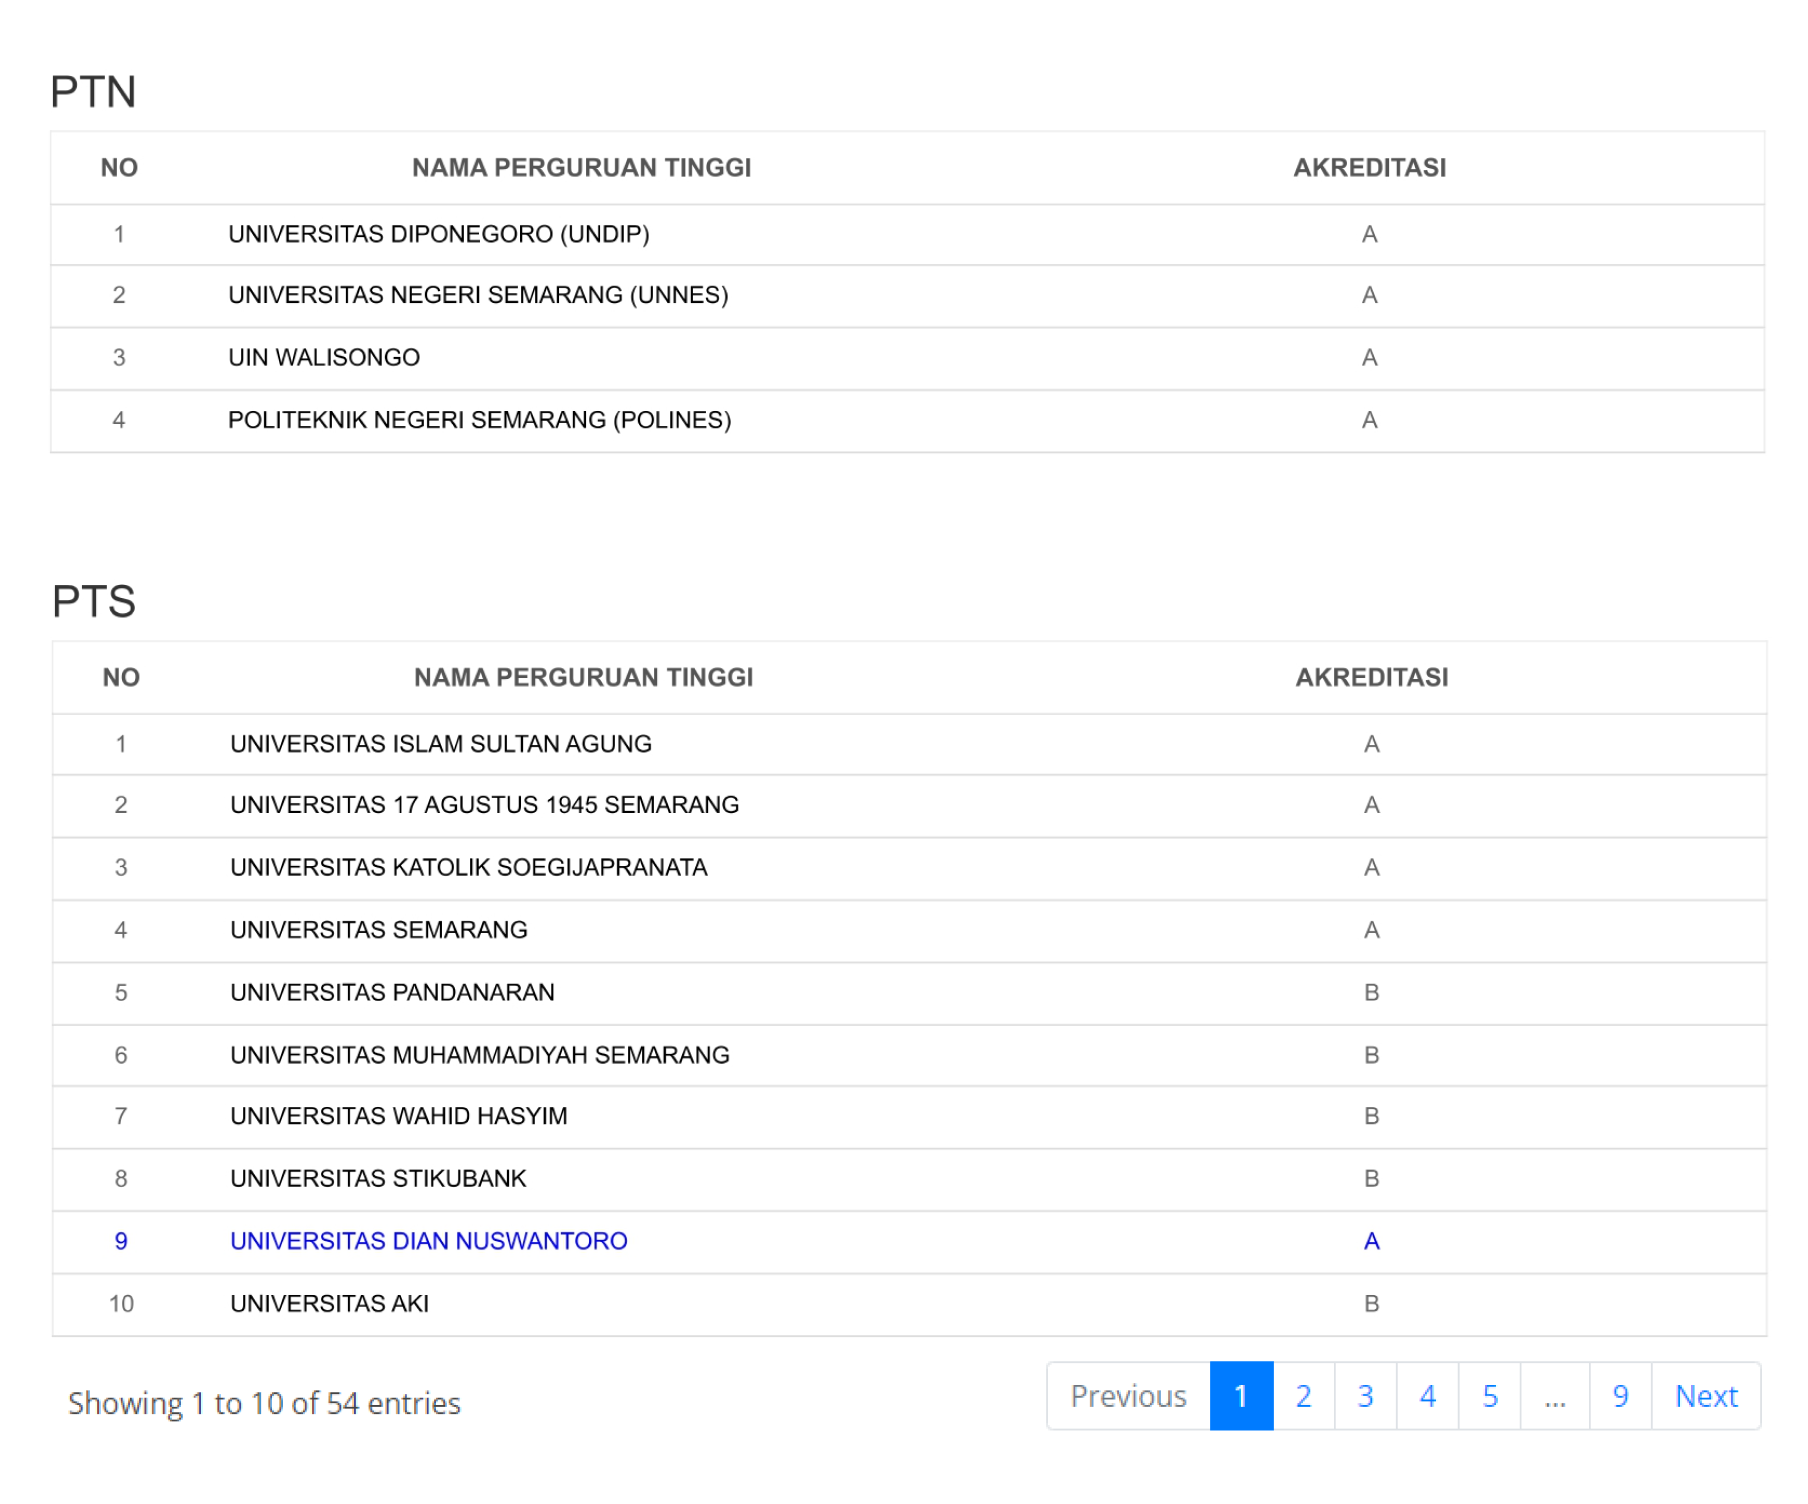 PTN
NO NAMA PERGURUAN TINGGI AKREDITASI
1 UNIVERSITAS DIPONEGORO (UNDIP) A
2 UNIVERSITAS NEGERI SEMARANG (UNNES) A
3 UIN WALISONGO A
4 POLITEKNIK NEGERI SEMARANG (POLINES) A
PTS
NO NAMA PERGURUAN TINGGI AKREDITASI
1 UNIVERSITAS ISLAM SULTAN AGUNG A
2 UNIVERSITAS 17 AGUSTUS 1945 SEMARANG A
3 UNIVERSITAS KATOLIK SOEGIJAPRANATA A
4 UNIVERSITAS SEMARANG A
5 UNIVERSITAS PANDANARAN B
6 UNIVERSITAS MUHAMMADIYAH SEMARANG B
7 UNIVERSITAS WAHID HASYIM B
8 UNIVERSITAS STIKUBANK B
9 UNIVERSITAS DIAN NUSWANTORO A
10 UNIVERSITAS AKI B
Showing 1 to 10 of 54 entries Previous 1 2 3 4 5 ... 9 Next